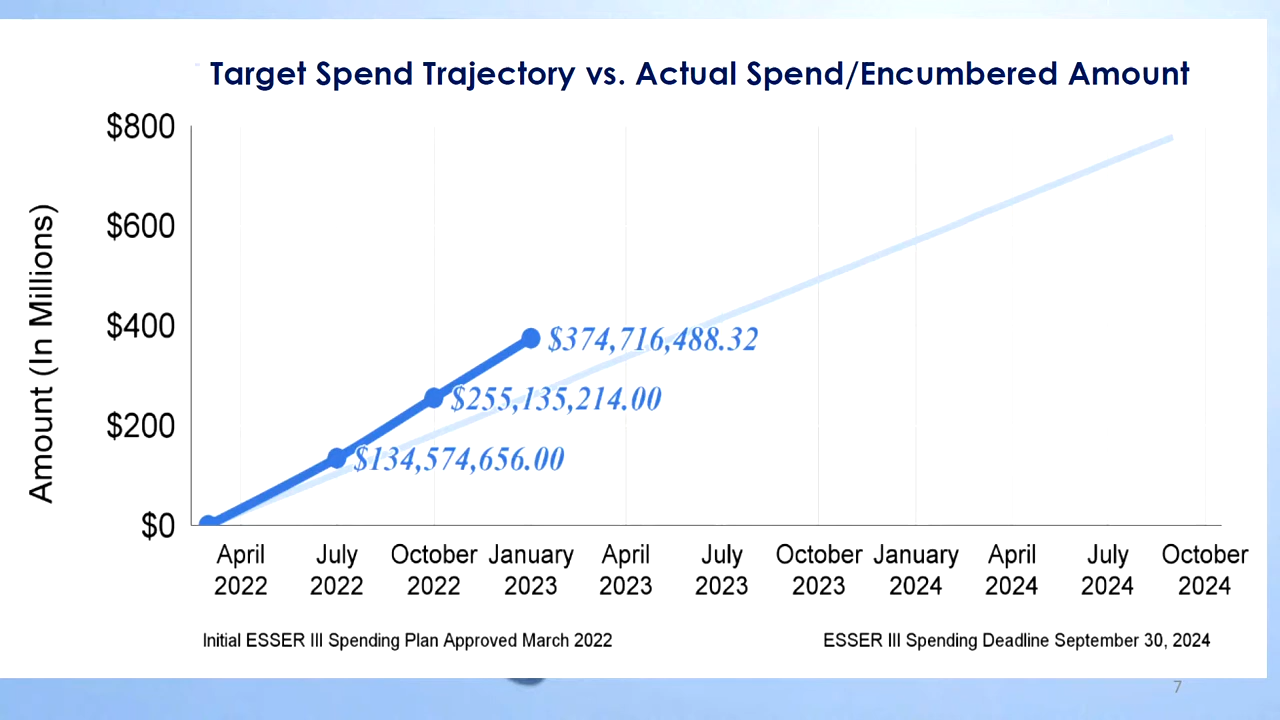 Target Spend Trajectory vs. Actual Spend/Encumbered Amount
Amount (In Millions)
$800
$600
$400
$200
$0
$374,716,488.32
$255,135,214.00
$134,574,656.00
April 2022
July 2022
October 2022
January 2023
April 2023
July 2023
October 2023
January 2024
April 2024
July 2024
October 2024
Initial ESSER III Spending Plan Approved March 2022
ESSER III Spending Deadline September 30, 2024
7